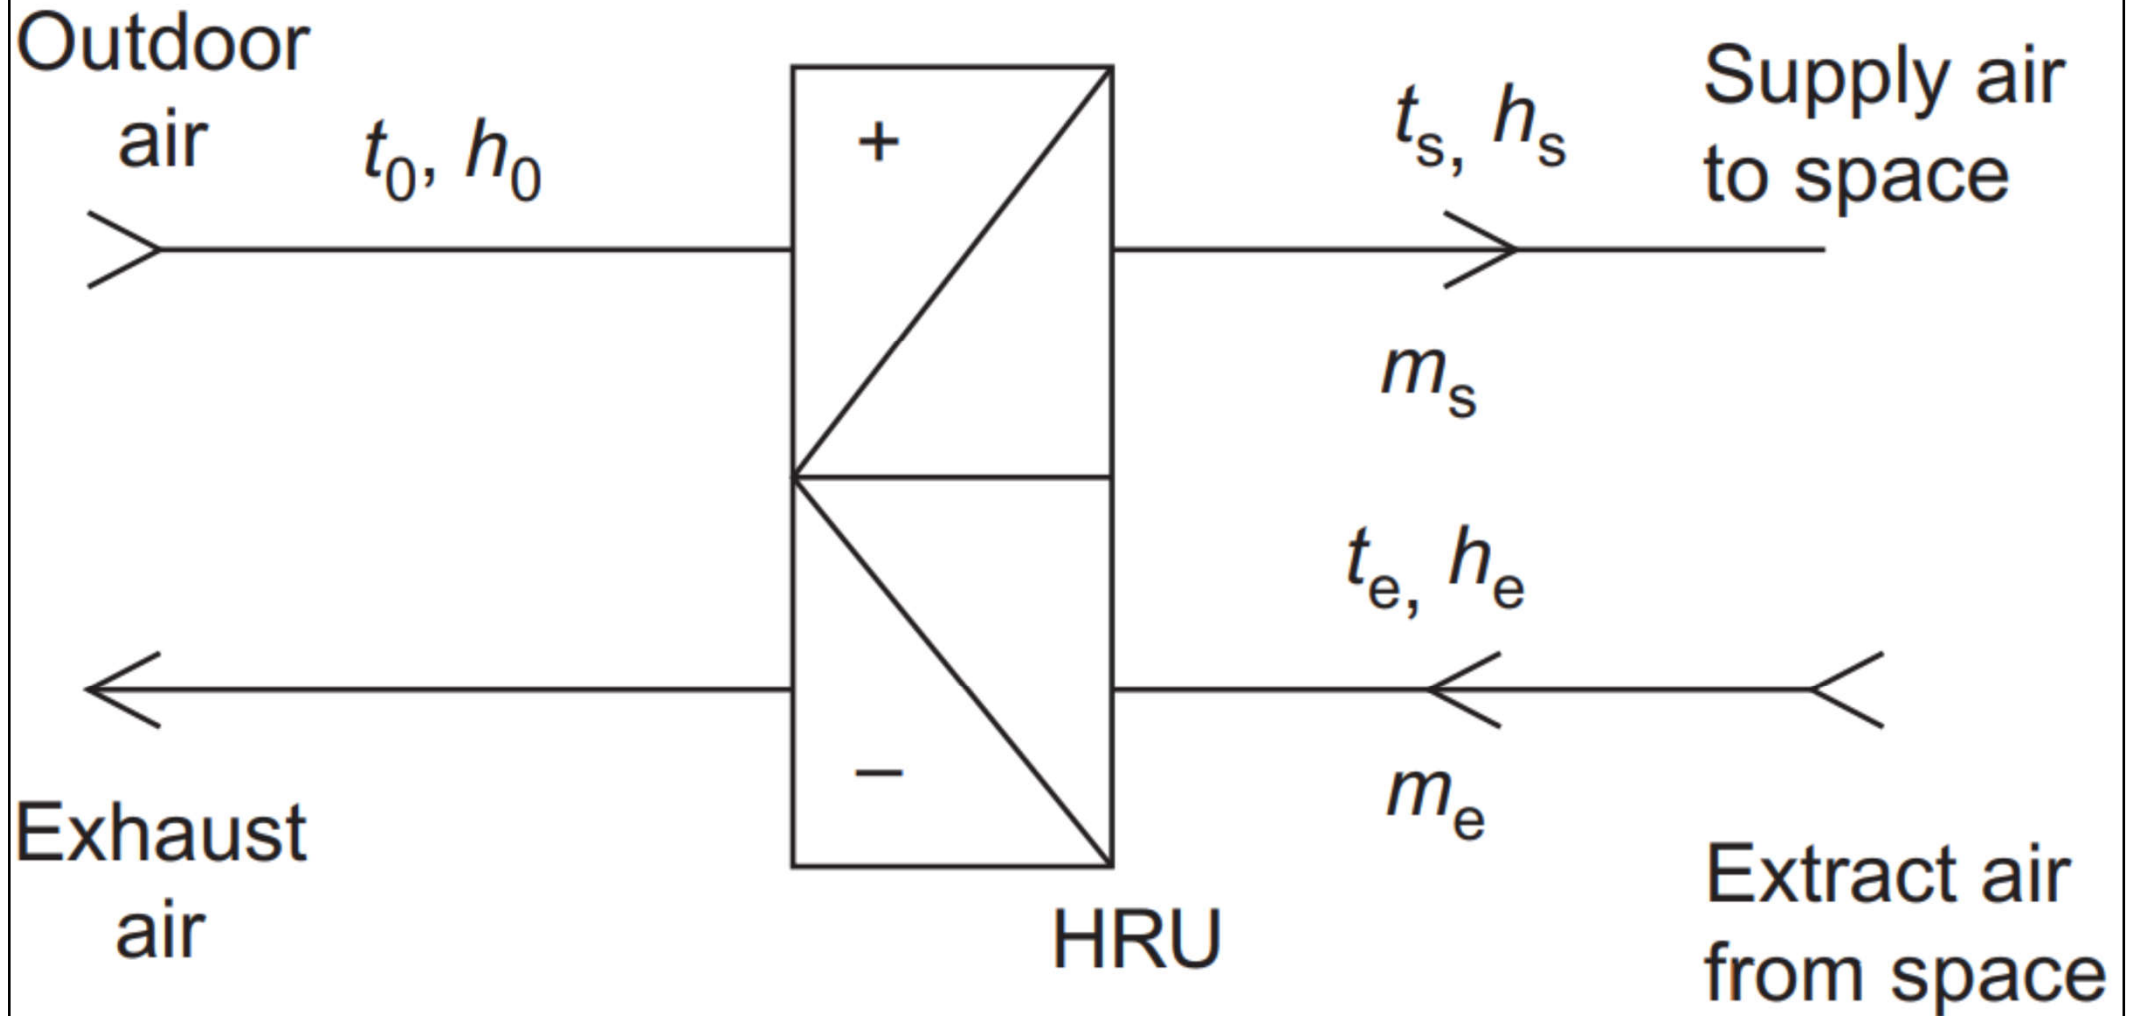 Outdoor
air
t0, h0
+
ts, hs
Supply air
to space
ms
te, he
me
–
Exhaust
air
HRU
Extract air
from space